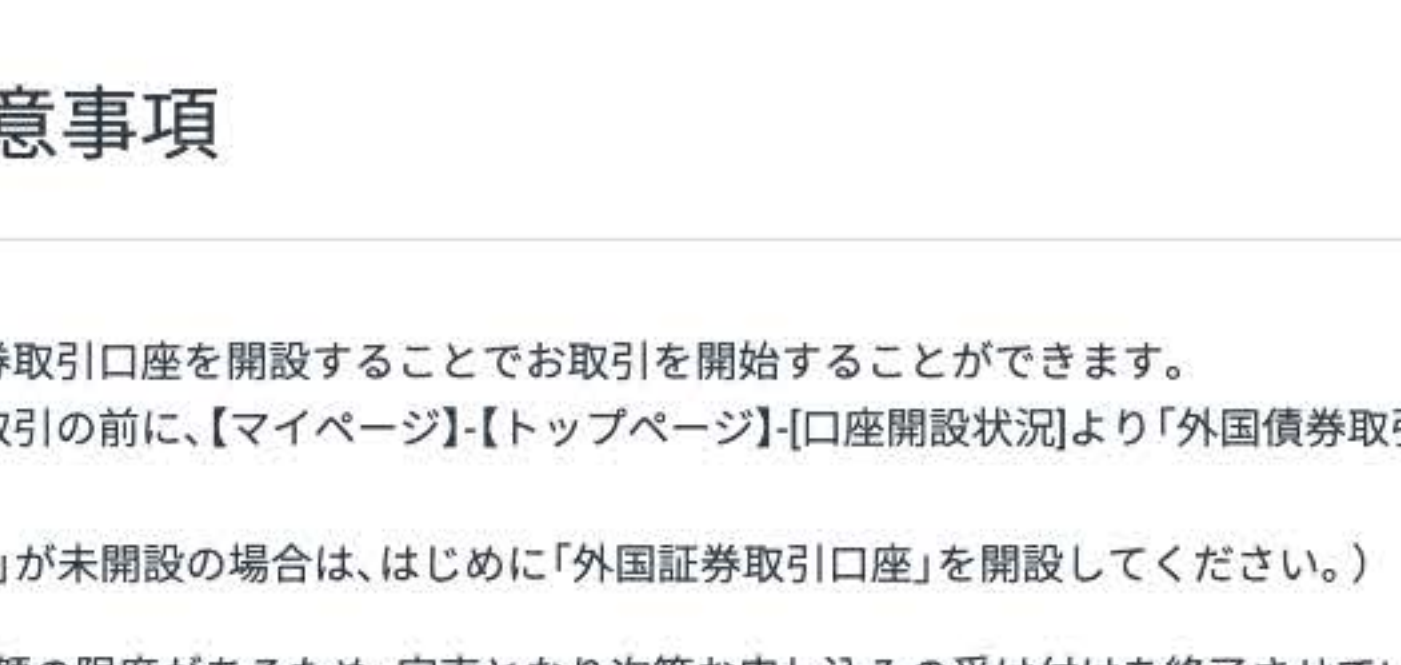 意事項
券取引口座を開設することでお取引を開始することができます。
取引の前に、【マイページ】-【トップページ】-[口座開設状況]より「外国債券取引
」が未開設の場合は、はじめに「外国証券取引口座」を開設してください。）